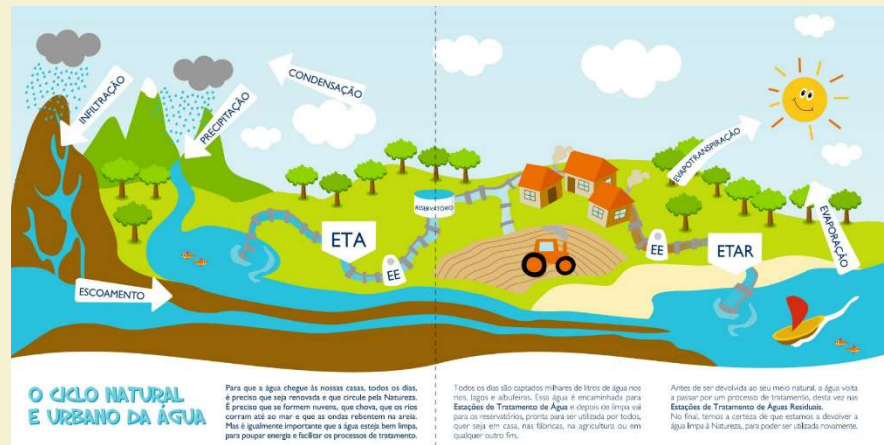 INFILTRAÇÃO
PRECIPITAÇÃO
CONDENSAÇÃO
EVAPOTRANSPIRAÇÃO
EVAPORAÇÃO
RESERVATÓRIO
ETA
EE
EE
ETAR
ESCOAMENTO
O CICLO NATURAL
E URBANO DA ÁGUA
Para que a água chegue às nossas casas, todos os dias,
é preciso que seja renovada e que circule pela Natureza.
É preciso que se formem nuvens, que chova, que os rios
corram até ao mar e que as ondas rebentem na areia.
Mas é igualmente importante que a água esteja bem limpa,
para poupar energia e facilitar os processos de tratamento.
Todos os dias são captados milhares de litros de água nos
rios, lagos e albufeiras. Essa água é encaminhada para
Estações de Tratamento de Água e depois de limpa vai
para os reservatórios, pronta para ser utilizada por todos,
quer seja em casa, nas fábricas, na agricultura ou em
qualquer outro fim.
Antes de ser devolvida ao seu meio natural, a água volta
a passar por um processo de tratamento, desta vez nas
Estações de Tratamento de Águas Residuais.
No final, temos a certeza de que estamos a devolver a
água limpa à Natureza, para poder ser utilizada novamente.